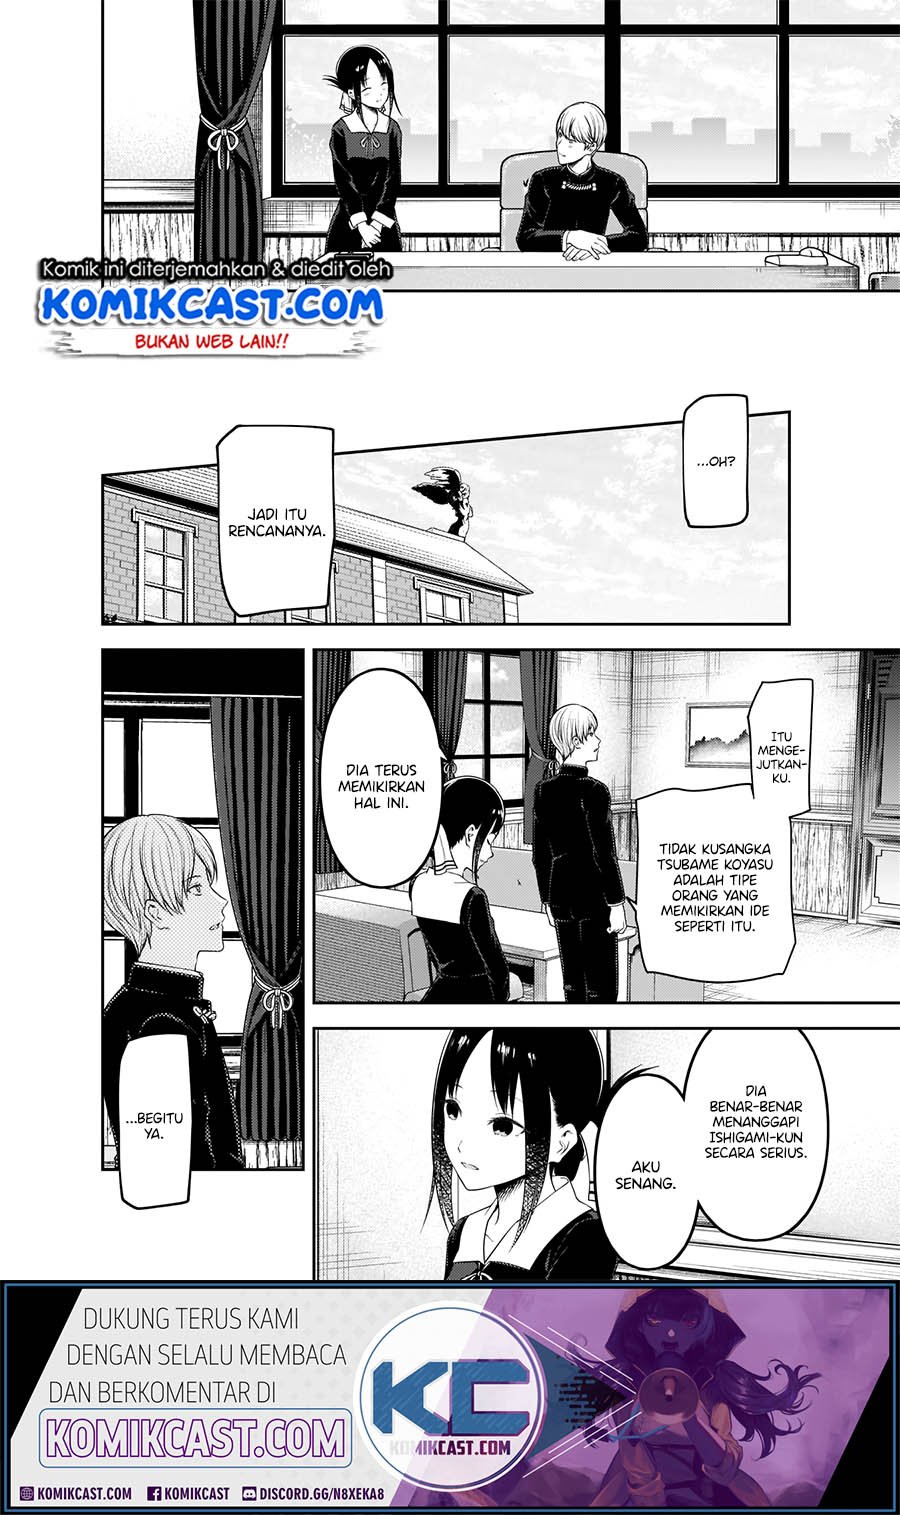 Komik ini diterjemahkan & diedit oleh
KOMIKCAST.COM
BUKAN WEB LAIN!!
...OH?
JADI ITU
RENCANANYA.
ITU
MENGE-
JUTKAN-
KU.
TIDAK KUSANGKA
TSUBAME KOYASU
ADALAH TIPE
ORANG YANG
MEMIKIRKAN IDE
SEPERTI ITU.
DIA TERUS
MEMIKIRKAN
HAL INI.
...BEGITU
YA.
DIA
BENAR-BENAR
MENANGGAPI
ISHIGAMI-KUN
SECARA SERIUS.
AKU
SENANG.
DUKUNG TERUS KAMI
DENGAN SELALU MEMBACA
DAN BERKOMENTAR DI
KOMIKCAST.COM
KC
KOMIKCAST.COM
KOMIKCAST.COM
KOMIKCAST
DISCORD.GG/N8XEKA8